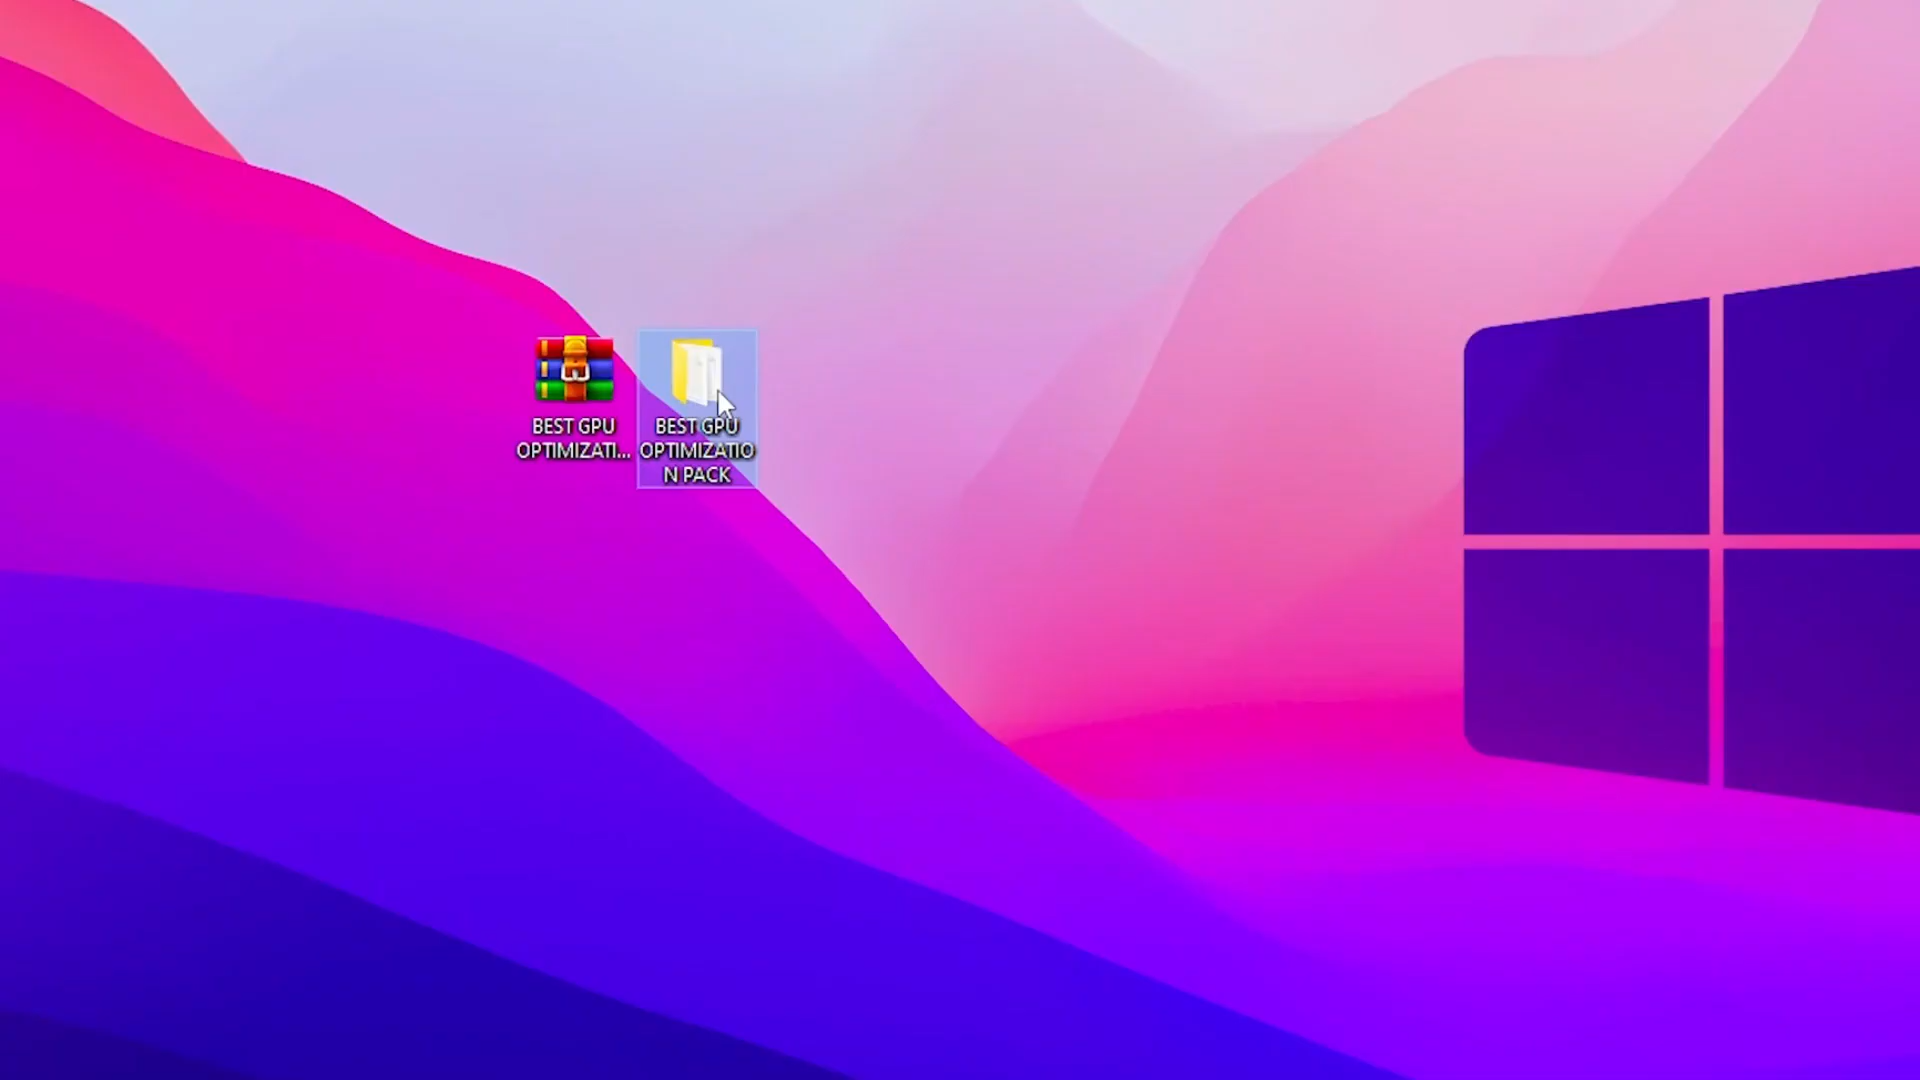 BEST GPU
OPTIMIZATI...
BEST GPU
OPTIMIZATIO
N PACK